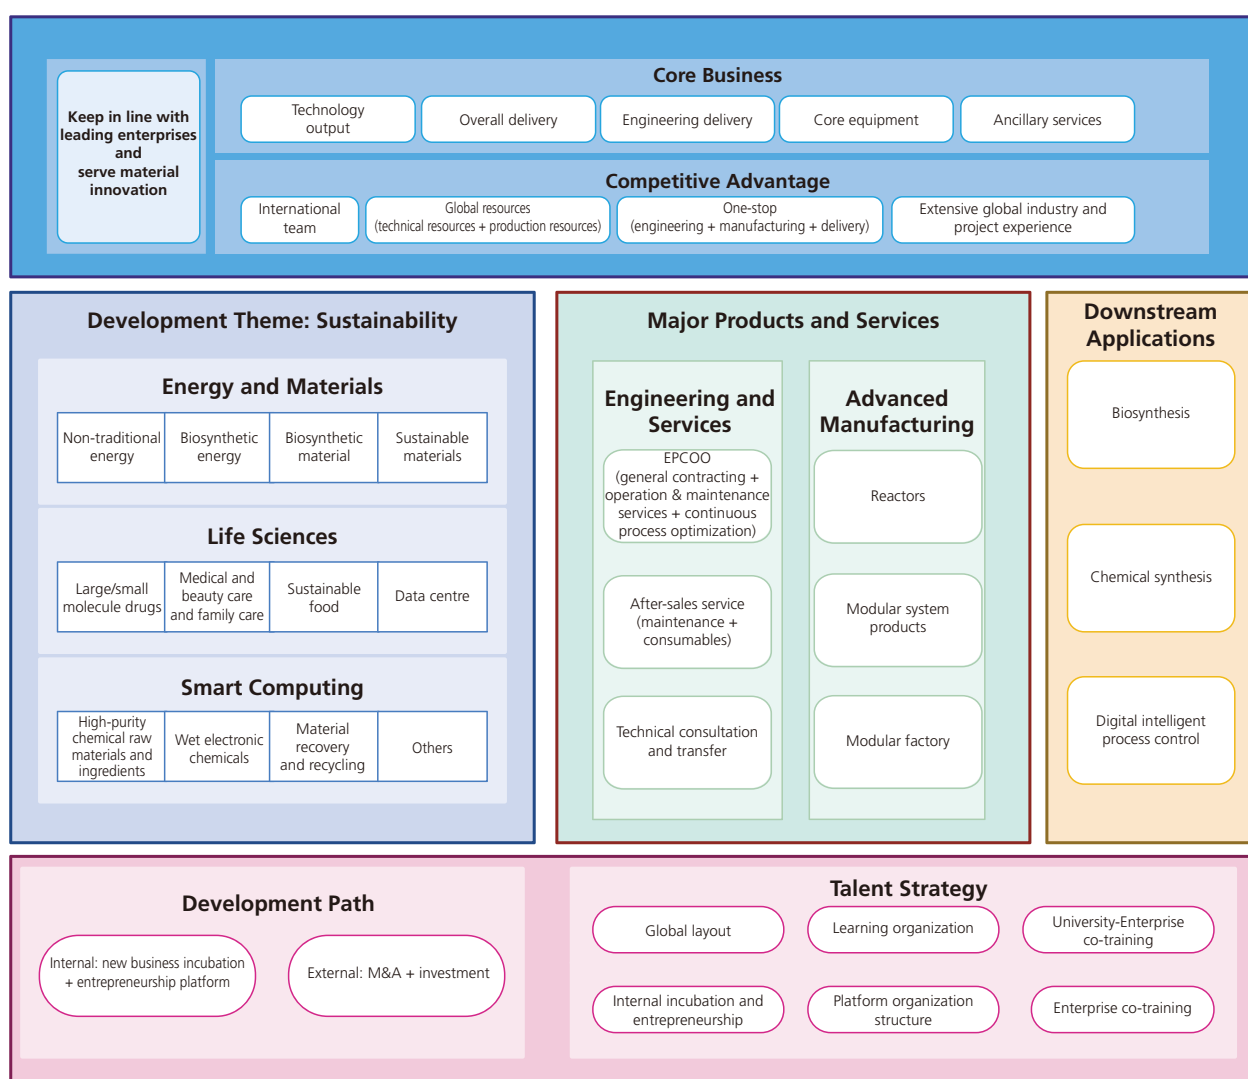 Keep in line with
leading enterprises
and
serve material
innovation
Core Business
Technology
output
Overall delivery
Engineering delivery
Core equipment
Ancillary services
Competitive Advantage
International
team
Global resources
(technical resources + production resources)
One-stop
(engineering + manufacturing + delivery)
Extensive global industry and
project experience
Development Theme: Sustainability
Energy and Materials
Non-traditional
energy
Biosynthetic
energy
Biosynthetic
material
Sustainable
materials
Life Sciences
Large/small
molecule drugs
Medical and
beauty care
and family care
Sustainable
food
Data centre
Smart Computing
High-purity
chemical raw
materials and
ingredients
Wet electronic
chemicals
Material
recovery
and recycling
Others
Major Products and Services
Engineering and
Services
EPCOO
(general contracting +
operation & maintenance
services + continuous
process optimization)
After-sales service
(maintenance +
consumables)
Technical consultation
and transfer
Advanced
Manufacturing
Reactors
Modular system
products
Modular factory
Downstream
Applications
Biosynthesis
Chemical synthesis
Digital intelligent
process control
Development Path
Internal: new business incubation
+ entrepreneurship platform
External: M&A + investment
Talent Strategy
Global layout
Learning organization
University-Enterprise
co-training
Internal incubation and
entrepreneurship
Platform organization
structure
Enterprise co-training